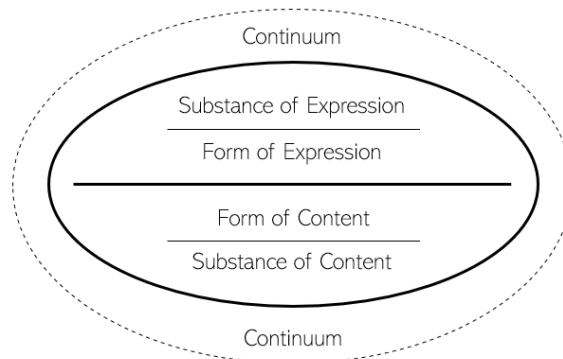 Continuum
Substance of Expression
Form of Expression
Form of Content
Substance of Content
Continuum